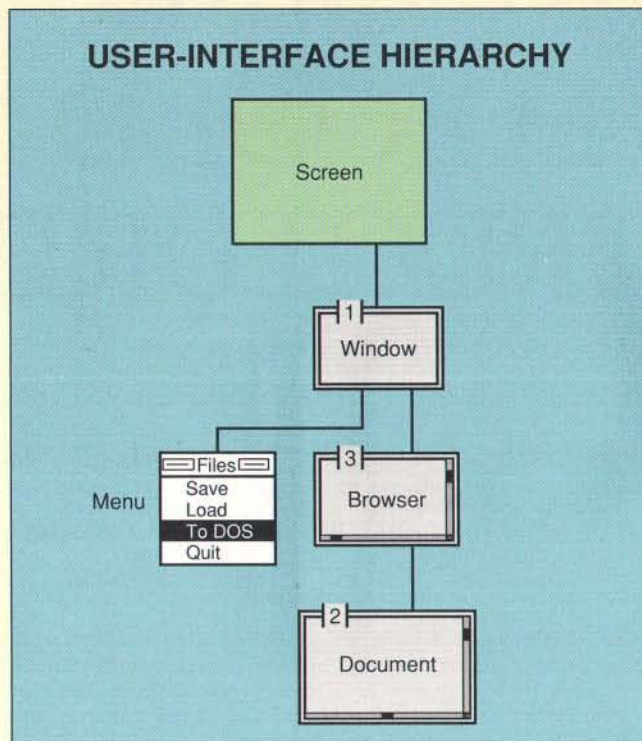 USER-INTERFACE HIERARCHY
Screen
1
Window
Files
Menu
Save
Load
To DOS
Quit
3
Browser
2
Document